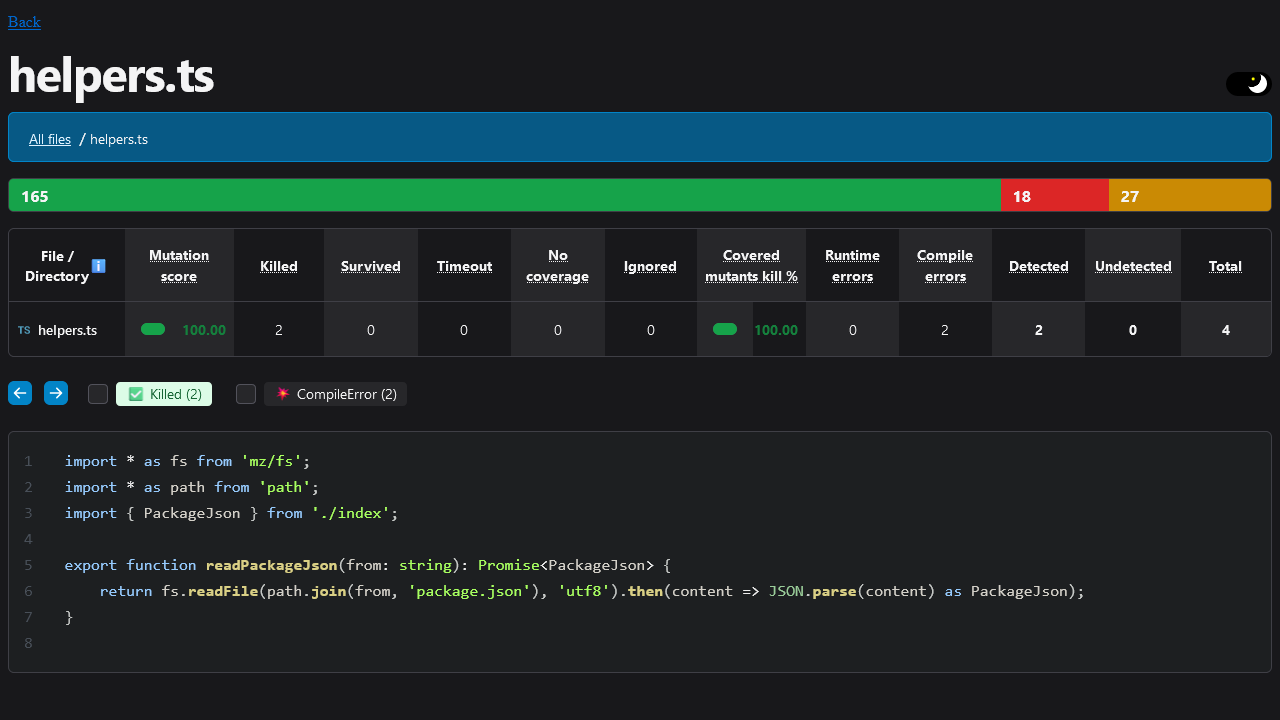 Back
helpers.ts
All files / helpers.ts
165 18 27
File / Directory ℹ️ Mutation score Killed Survived Timeout No coverage Ignored Covered mutants kill % Runtime errors Compile errors Detected Undetected Total
TS helpers.ts 100.00 2 0 0 0 0 100.00 0 2 2 0 4
✅ Killed (2) 💥 CompileError (2)
1 import * as fs from 'mz/fs';
2 import * as path from 'path';
3 import { PackageJson } from './index';
4
5 export function readPackageJson(from: string): Promise<PackageJson> {
6     return fs.readFile(path.join(from, 'package.json'), 'utf8').then(content => JSON.parse(content) as PackageJson);
7 }
8